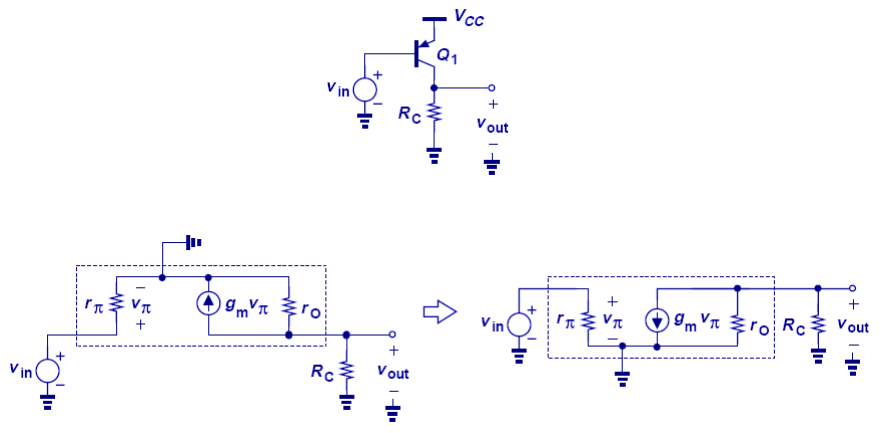 V_CC
Q_1
v_in
+
−
R_C
+
v_out
−
r_π
−
v_π
+
g_m v_π
r_O
v_in
+
−
R_C
+
v_out
−
v_in
+
−
r_π
+
v_π
−
g_m v_π
r_O
R_C
+
v_out
−